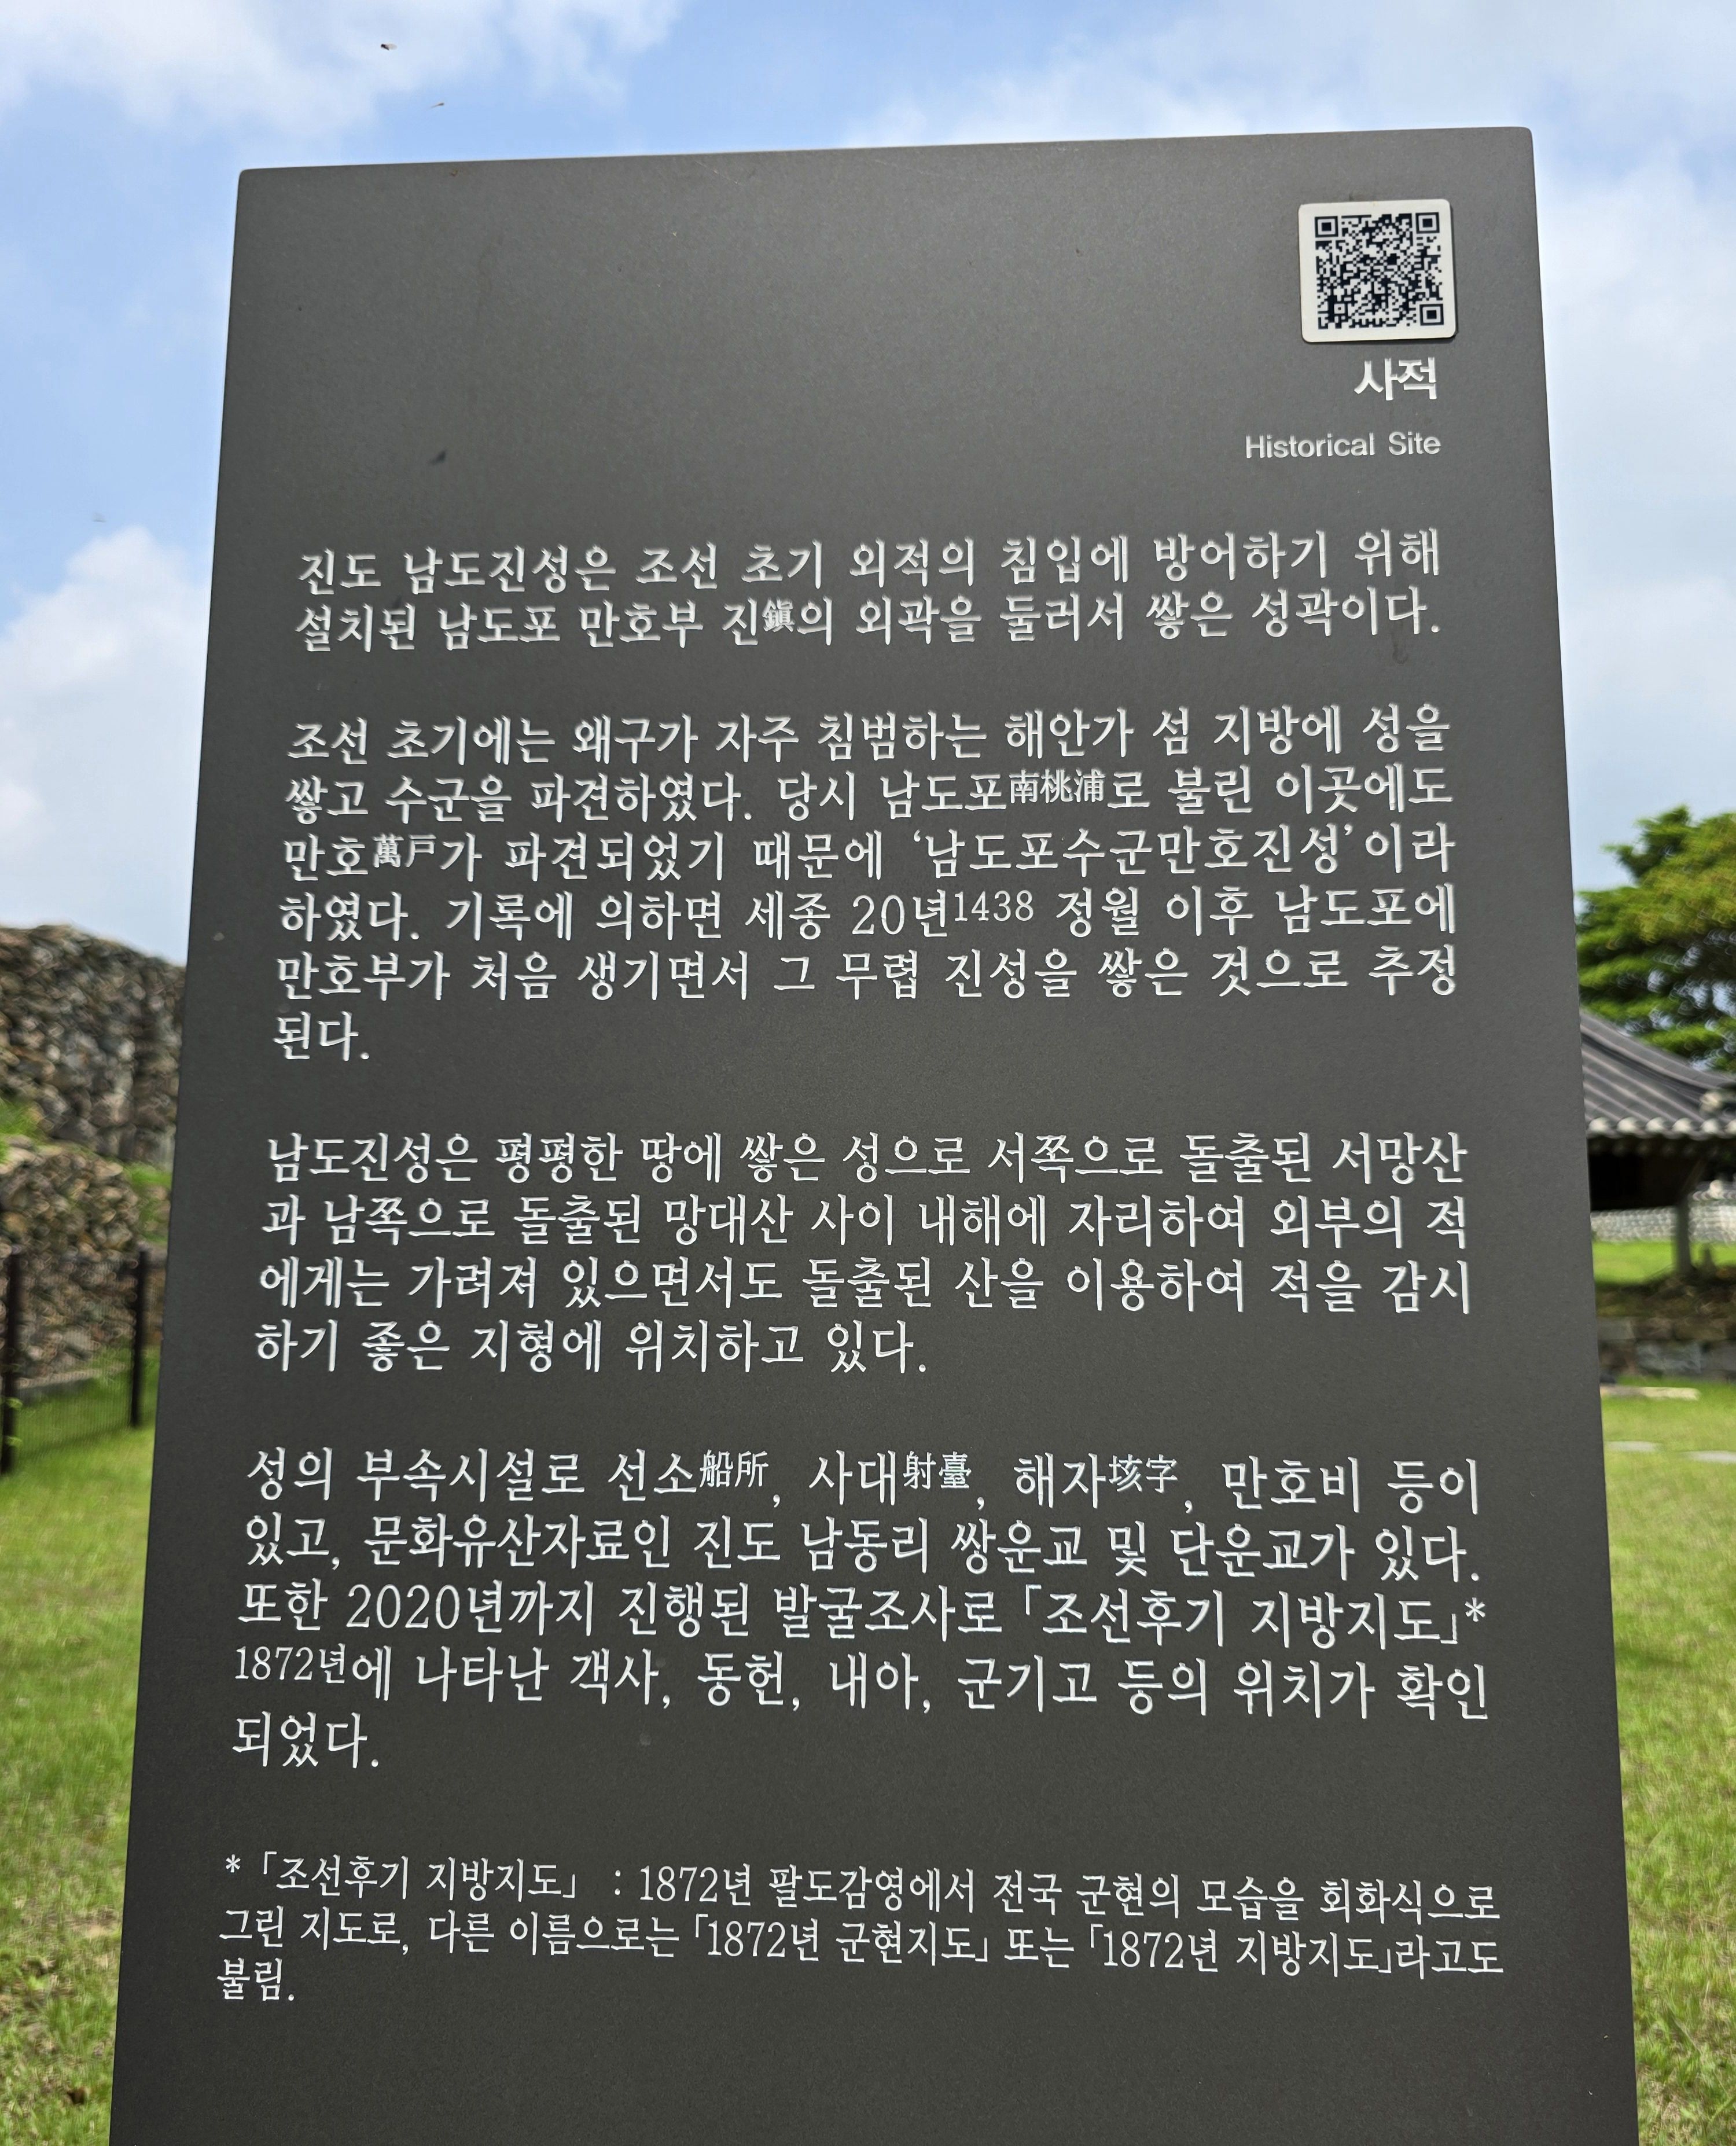 사적
Historical Site
진도 남도진성은 조선 초기 외적의 침입에 방어하기 위해
설치된 남도포 만호부 진鎭의 외곽을 둘러서 쌓은 성곽이다.
조선 초기에는 왜구가 자주 침범하는 해안가 섬 지방에 성을
쌓고 수군을 파견하였다. 당시 남도포南桃浦로 불린 이곳에도
만호萬戶가 파견되었기 때문에 ‘남도포수군만호진성’이라
하였다. 기록에 의하면 세종 20년1438 정월 이후 남도포에
만호부가 처음 생기면서 그 무렵 진성을 쌓은 것으로 추정
된다.
남도진성은 평평한 땅에 쌓은 성으로 서쪽으로 돌출된 서망산
과 남쪽으로 돌출된 망대산 사이 내해에 자리하여 외부의 적
에게는 가려져 있으면서도 돌출된 산을 이용하여 적을 감시
하기 좋은 지형에 위치하고 있다.
성의 부속시설로 선소船所, 사대射臺, 해자垓字, 만호비 등이
있고, 문화유산자료인 진도 남동리 쌍운교 및 단운교가 있다.
또한 2020년까지 진행된 발굴조사로 「조선후기 지방지도」*
1872년에 나타난 객사, 동헌, 내아, 군기고 등의 위치가 확인
되었다.
*「조선후기 지방지도」 : 1872년 팔도감영에서 전국 군현의 모습을 회화식으로
그린 지도로, 다른 이름으로는 「1872년 군현지도」 또는 「1872년 지방지도」라고도
불림.